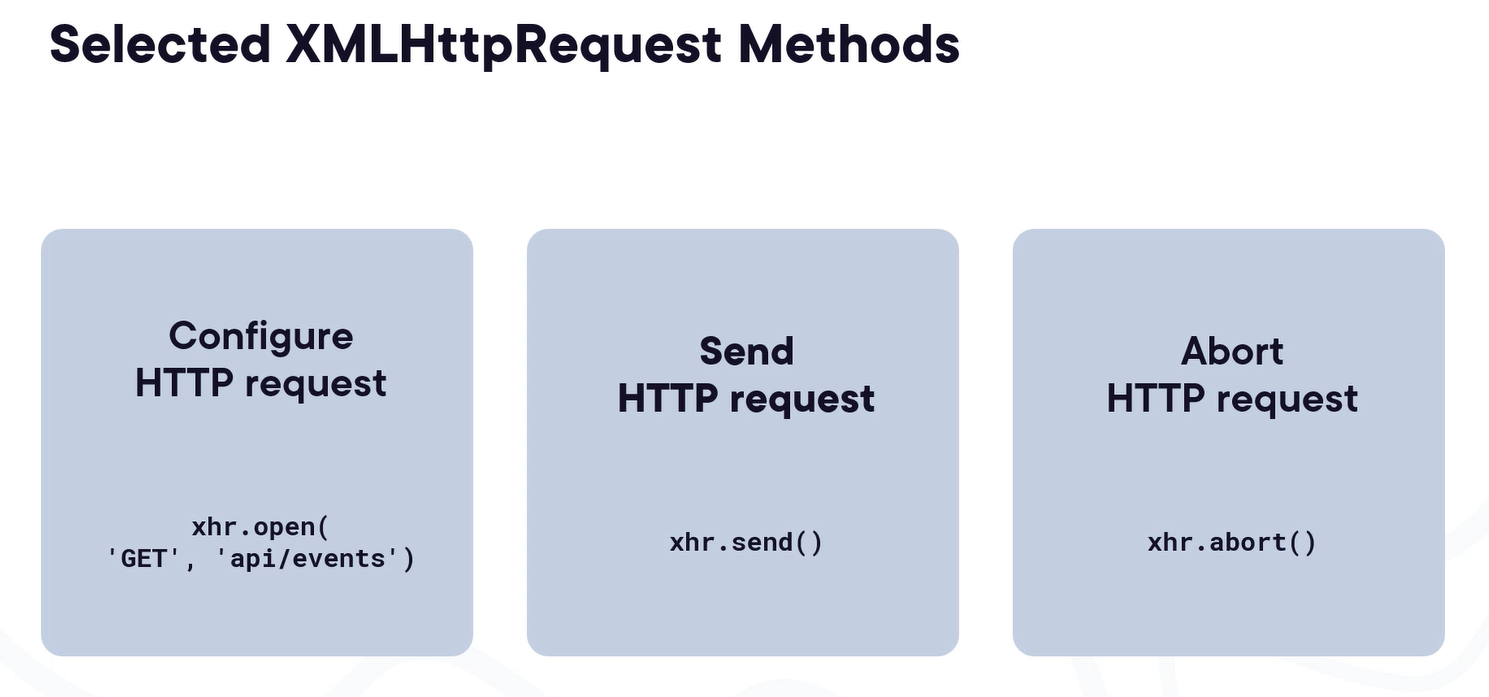 Selected XMLHttpRequest Methods
Configure
HTTP request
xhr.open(
'GET', 'api/events')
Send
HTTP request
xhr.send()
Abort
HTTP request
xhr.abort()